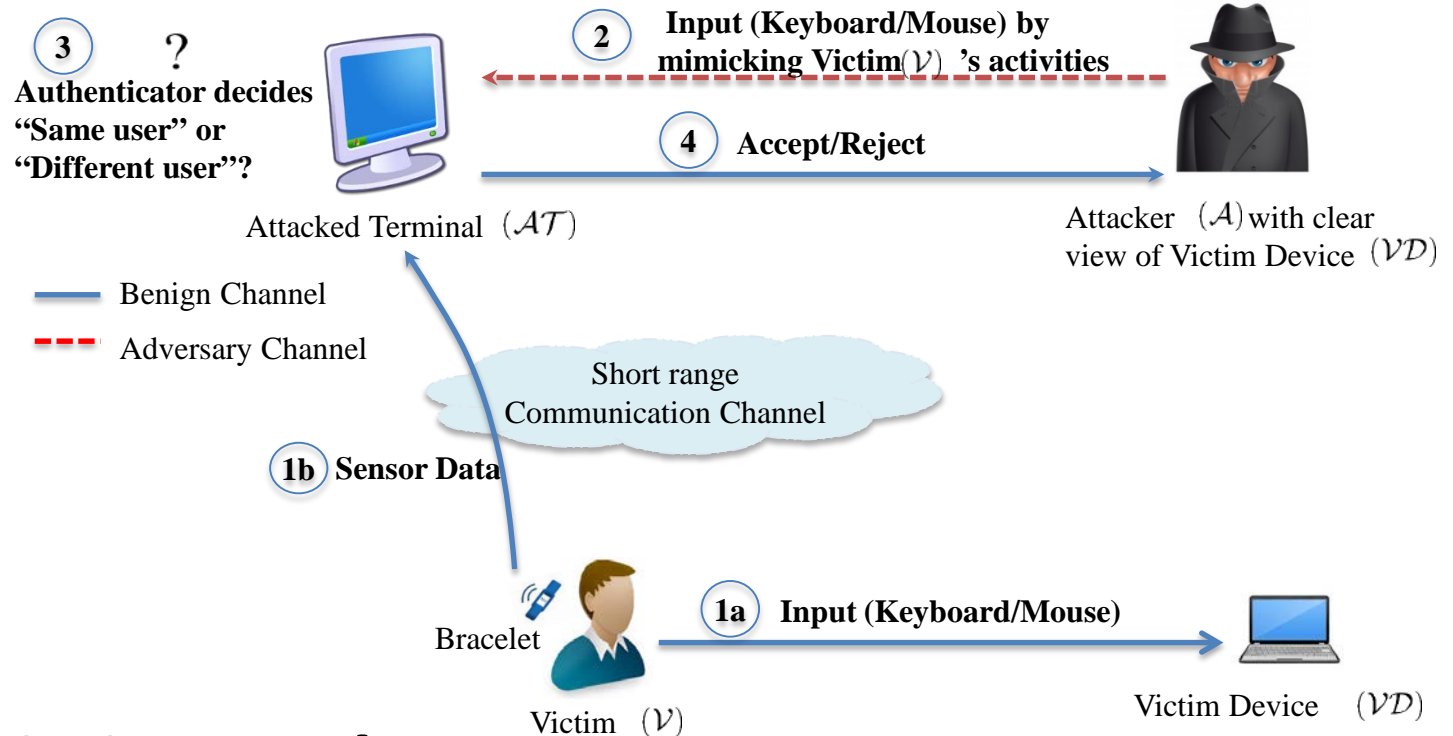 3
?
Authenticator decides
“Same user” or
“Different user”?
2
Input (Keyboard/Mouse) by
mimicking Victim(𝒱) ’s activities
4
Accept/Reject
Attacked Terminal (𝒜𝒯)
Attacker (𝒜) with clear
view of Victim Device (𝒱𝒟)
Benign Channel
Adversary Channel
Short range
Communication Channel
1b
Sensor Data
Bracelet
1a
Input (Keyboard/Mouse)
Victim (𝒱)
Victim Device (𝒱𝒟)